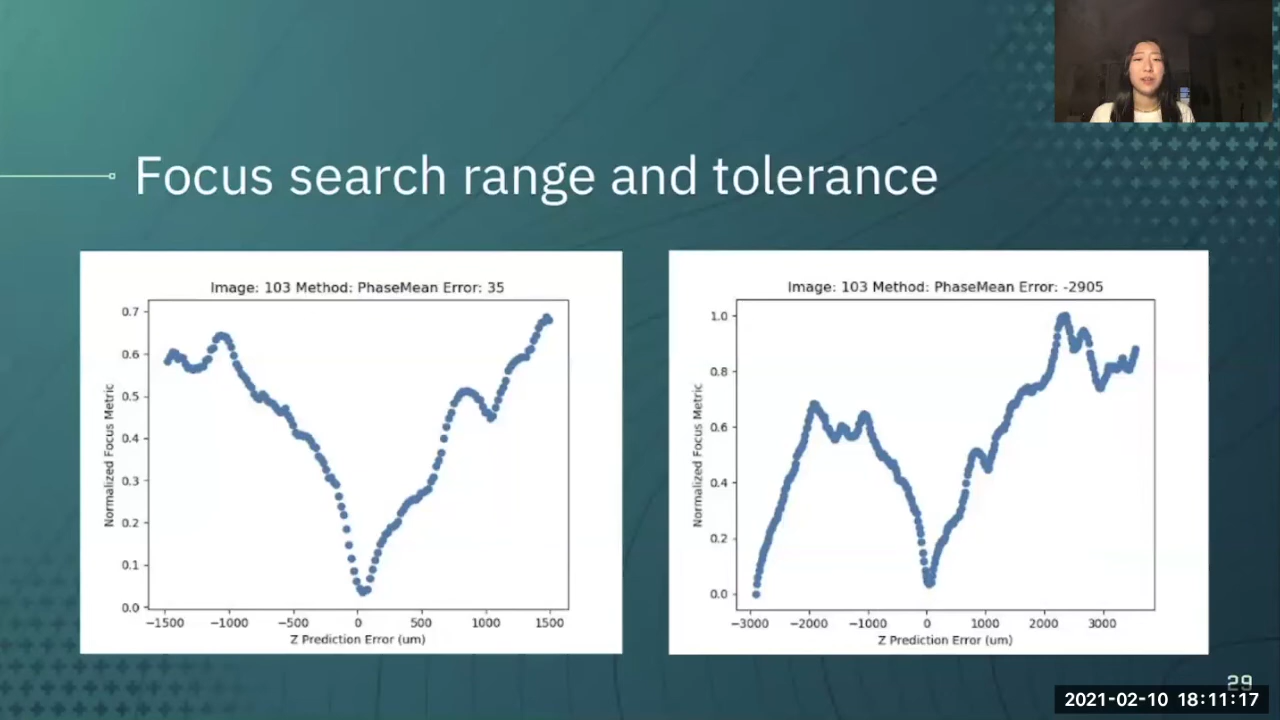 Focus search range and tolerance
Image: 103 Method: PhaseMean Error: 35
Normalized Focus Metric
0.7
0.6
0.5
0.4
0.3
0.2
0.1
0.0
−1500 −1000 −500 0 500 1000 1500
Z Prediction Error (um)
Image: 103 Method: PhaseMean Error: -2905
Normalized Focus Metric
1.0
0.8
0.6
0.4
0.2
0.0
−3000 −2000 −1000 0 1000 2000 3000
Z Prediction Error (um)
29
2021-02-10 18:11:17